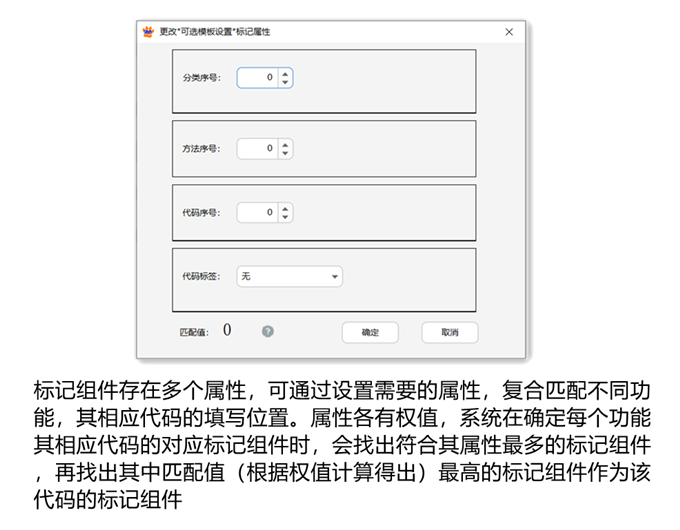 更改"可选模板设置"标记属性
分类序号： 0
方法序号： 0
代码序号： 0
代码标签： 无
匹配值： 0 ? 确定 取消
标记组件存在多个属性，可通过设置需要的属性，复合匹配不同功
能，其相应代码的填写位置。属性各有权值，系统在确定每个功能
其相应代码的对应标记组件时，会找出符合其属性最多的标记组件
，再找出其中匹配值（根据权值计算得出）最高的标记组件作为该
代码的标记组件